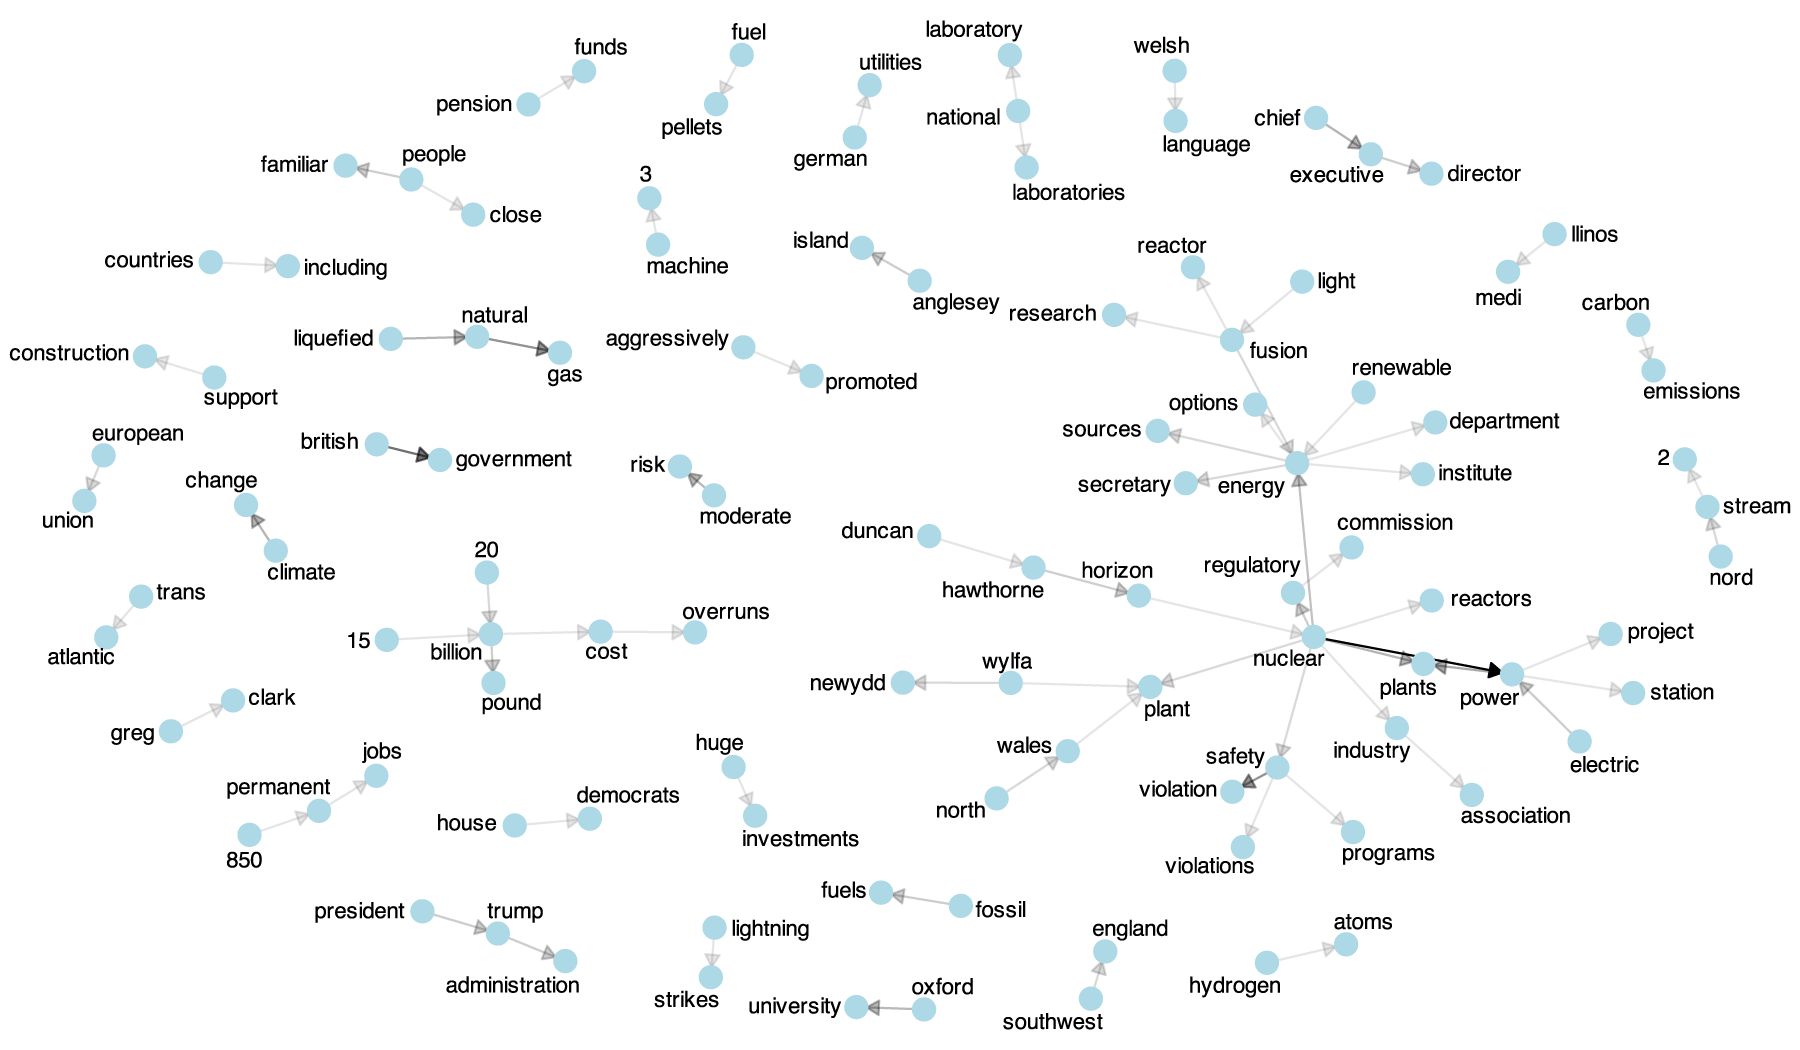 laboratory
fuel
funds
welsh
utilities
pension
national
chief
pellets
language
german
people
familiar
3
executive
director
laboratories
close
llinos
island
reactor
countries
including
machine
light
medi
anglesey
carbon
research
natural
liquefied
aggressively
fusion
construction
renewable
gas
promoted
emissions
support
options
department
european
sources
british
government
risk
2
institute
change
secretary
energy
stream
moderate
union
commission
duncan
20
regulatory
horizon
climate
nord
hawthorne
trans
reactors
overruns
project
15
billion
cost
atlantic
nuclear
wylfa
newydd
plants
power
station
clark
pound
plant
greg
huge
wales
jobs
safety
industry
electric
permanent
violation
democrats
north
house
association
investments
850
programs
violations
fuels
president
trump
fossil
lightning
england
atoms
administration
hydrogen
oxford
strikes
university
southwest